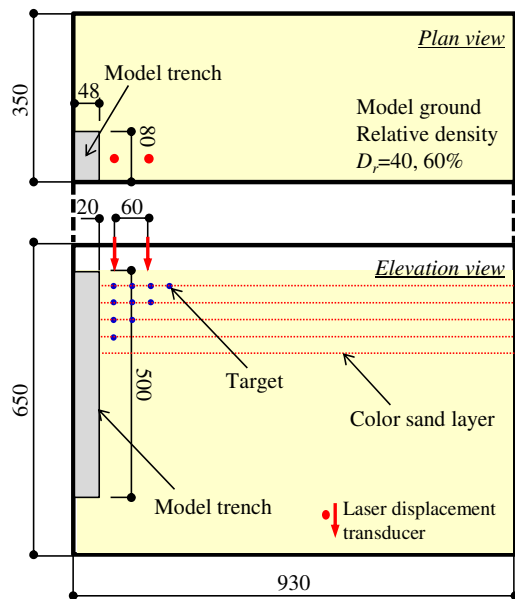 Plan view
Model trench
48
350
80
Model ground
Relative density
Dr=40, 60%
20
60
Elevation view
500
Target
650
Color sand layer
Model trench
Laser displacement
transducer
930